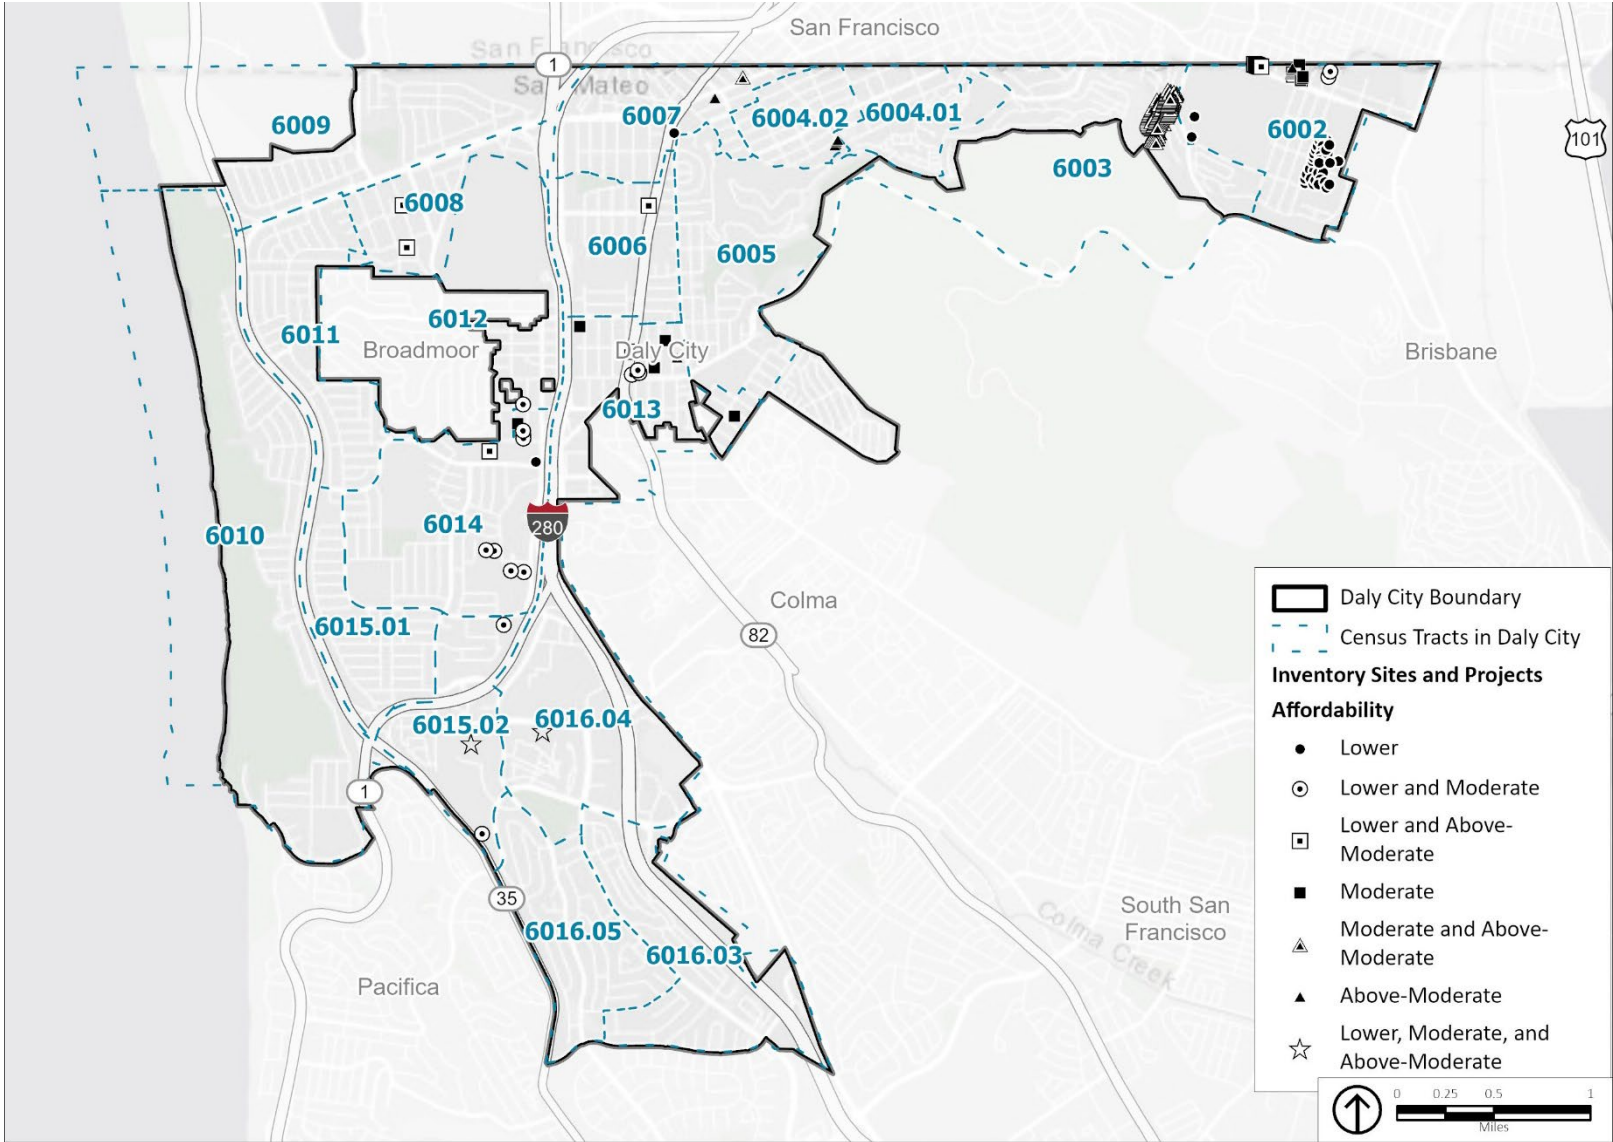 San Francisco
San Francisco
1
San Mateo
6009
6007
6004.02
6004.01
6002
101
6003
6008
6006
6005
6011
6012
Broadmoor
Daly City
Brisbane
6013
6014
6010
280
Colma
82
6015.01
6015.02
6016.04
1
35
6016.05
6016.03
South San
Francisco
Colma Creek
Pacifica
Daly City Boundary
Census Tracts in Daly City
Inventory Sites and Projects
Affordability
Lower
Lower and Moderate
Lower and Above-
Moderate
Moderate
Moderate and Above-
Moderate
Above-Moderate
Lower, Moderate, and
Above-Moderate
0 0.25 0.5 1
Miles